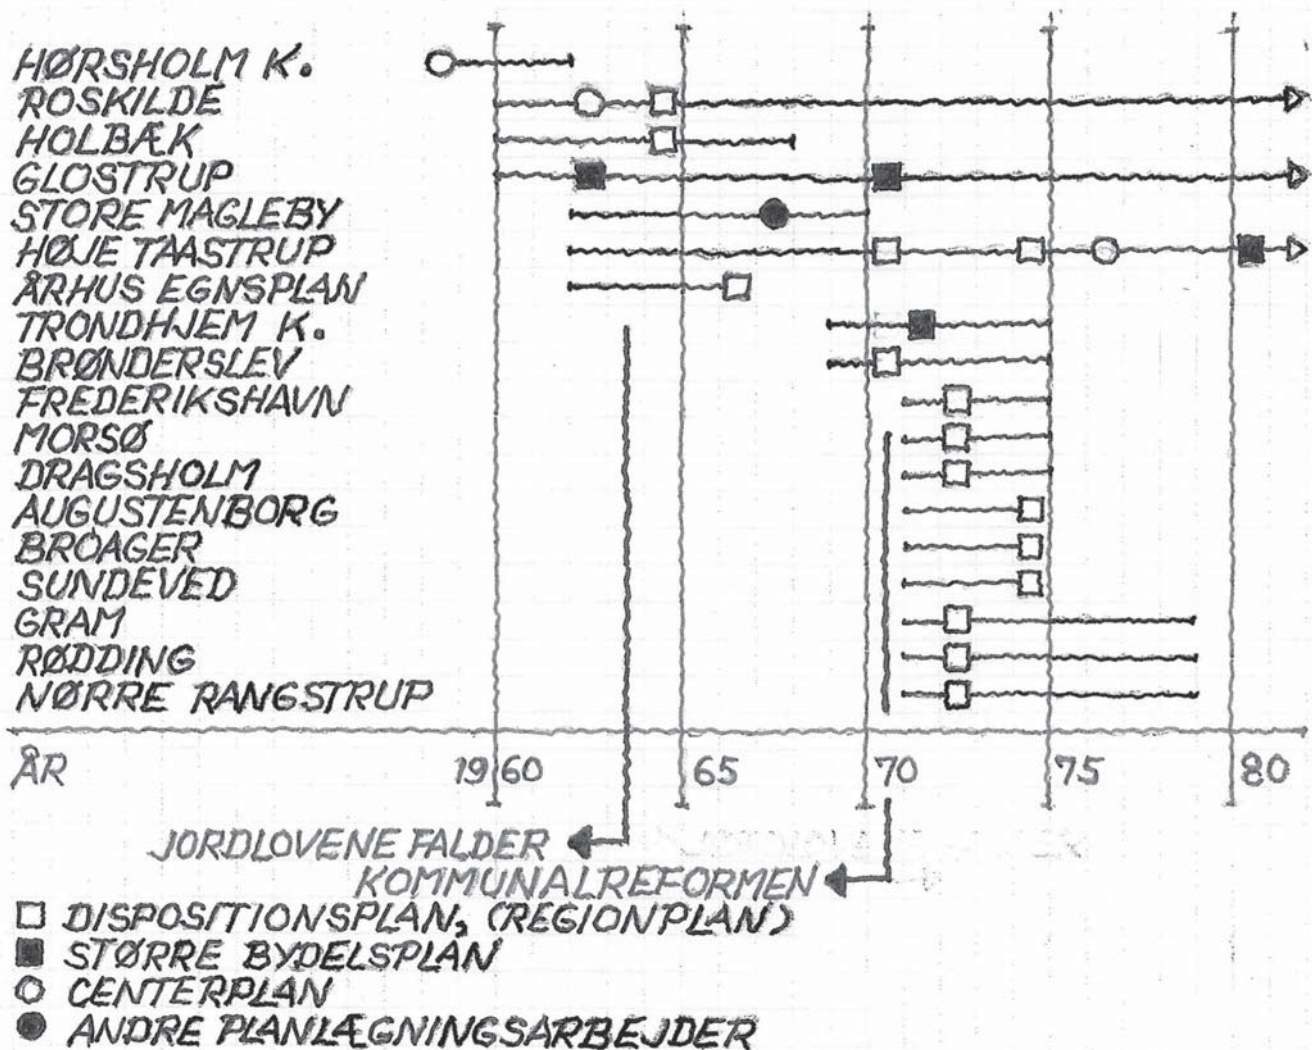 HØRSHOLM K.
ROSKILDE
HOLBÆK
GLOSTRUP
STORE MAGLEBY
HØJE TAASTRUP
ÅRHUS EGNSPLAN
TRONDHJEM K.
BRØNDERSLEV
FREDERIKSHAVN
MORSØ
DRAGSHOLM
AUGUSTENBORG
BROAGER
SUNDEVED
GRAM
RØDDING
NØRRE RANGSTRUP
ÅR 1960 65 70 75 80
JORDLOVENE FALDER
KOMMUNALREFORMEN
DISPOSITIONSPLAN, (REGIONPLAN)
STØRRE BYDELSPLAN
CENTERPLAN
ANDRE PLANLÆGNINGSARBEJDER